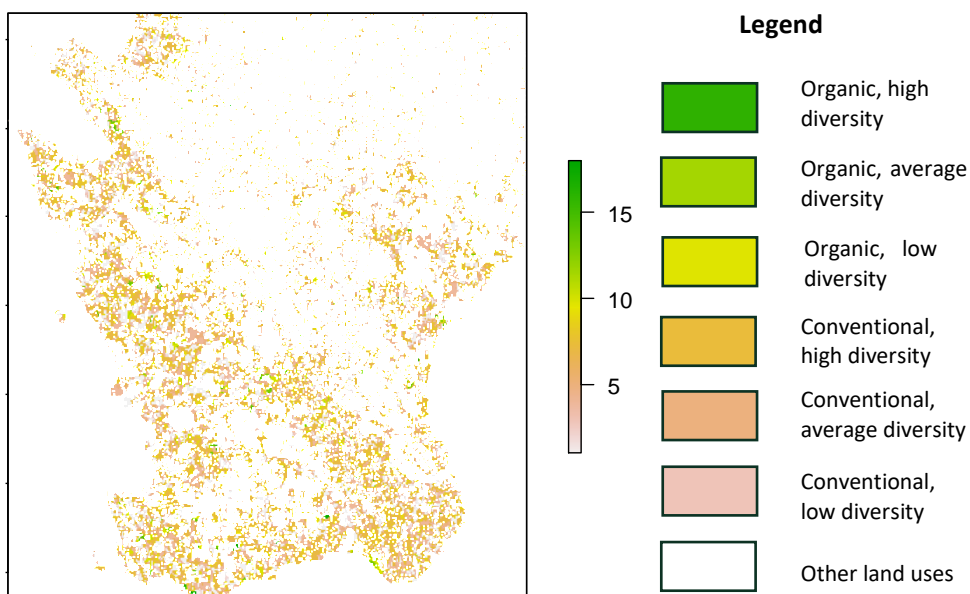 Legend
15
10
5
Organic, high
diversity
Organic, average
diversity
Organic, low
diversity
Conventional,
high diversity
Conventional,
average diversity
Conventional,
low diversity
Other land uses